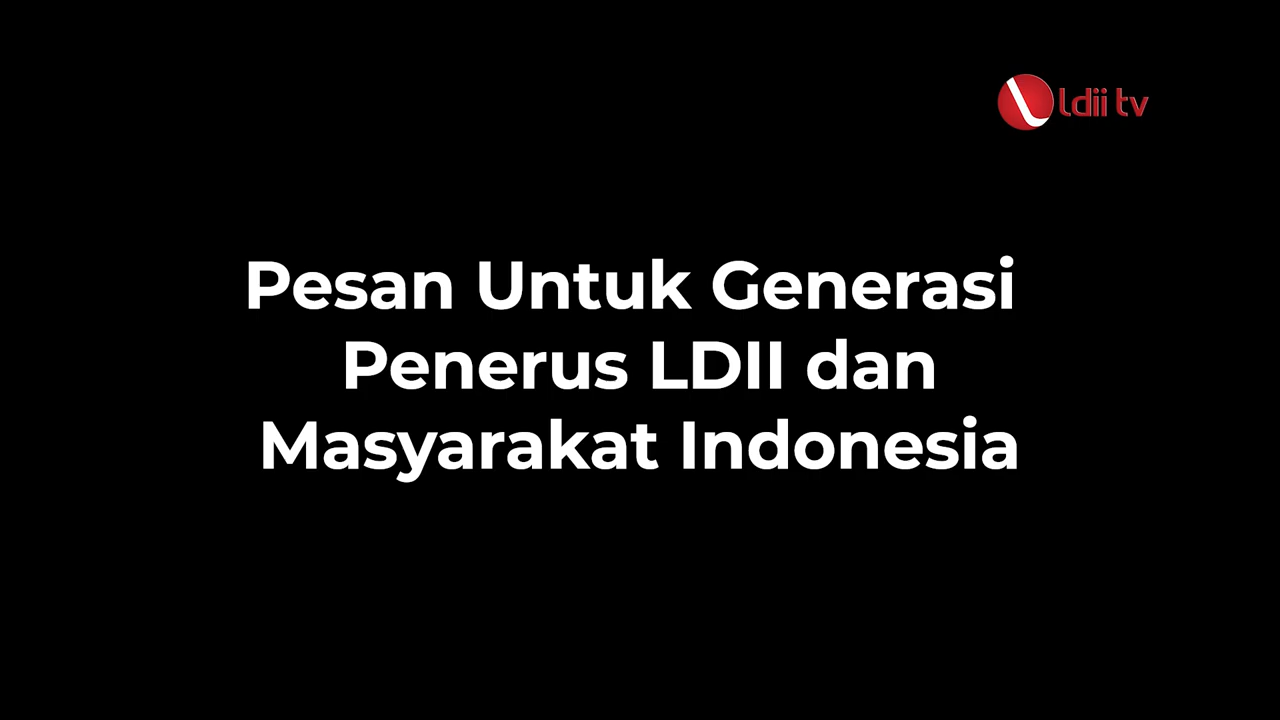 ldii tv
Pesan Untuk Generasi
Penerus LDII dan
Masyarakat Indonesia